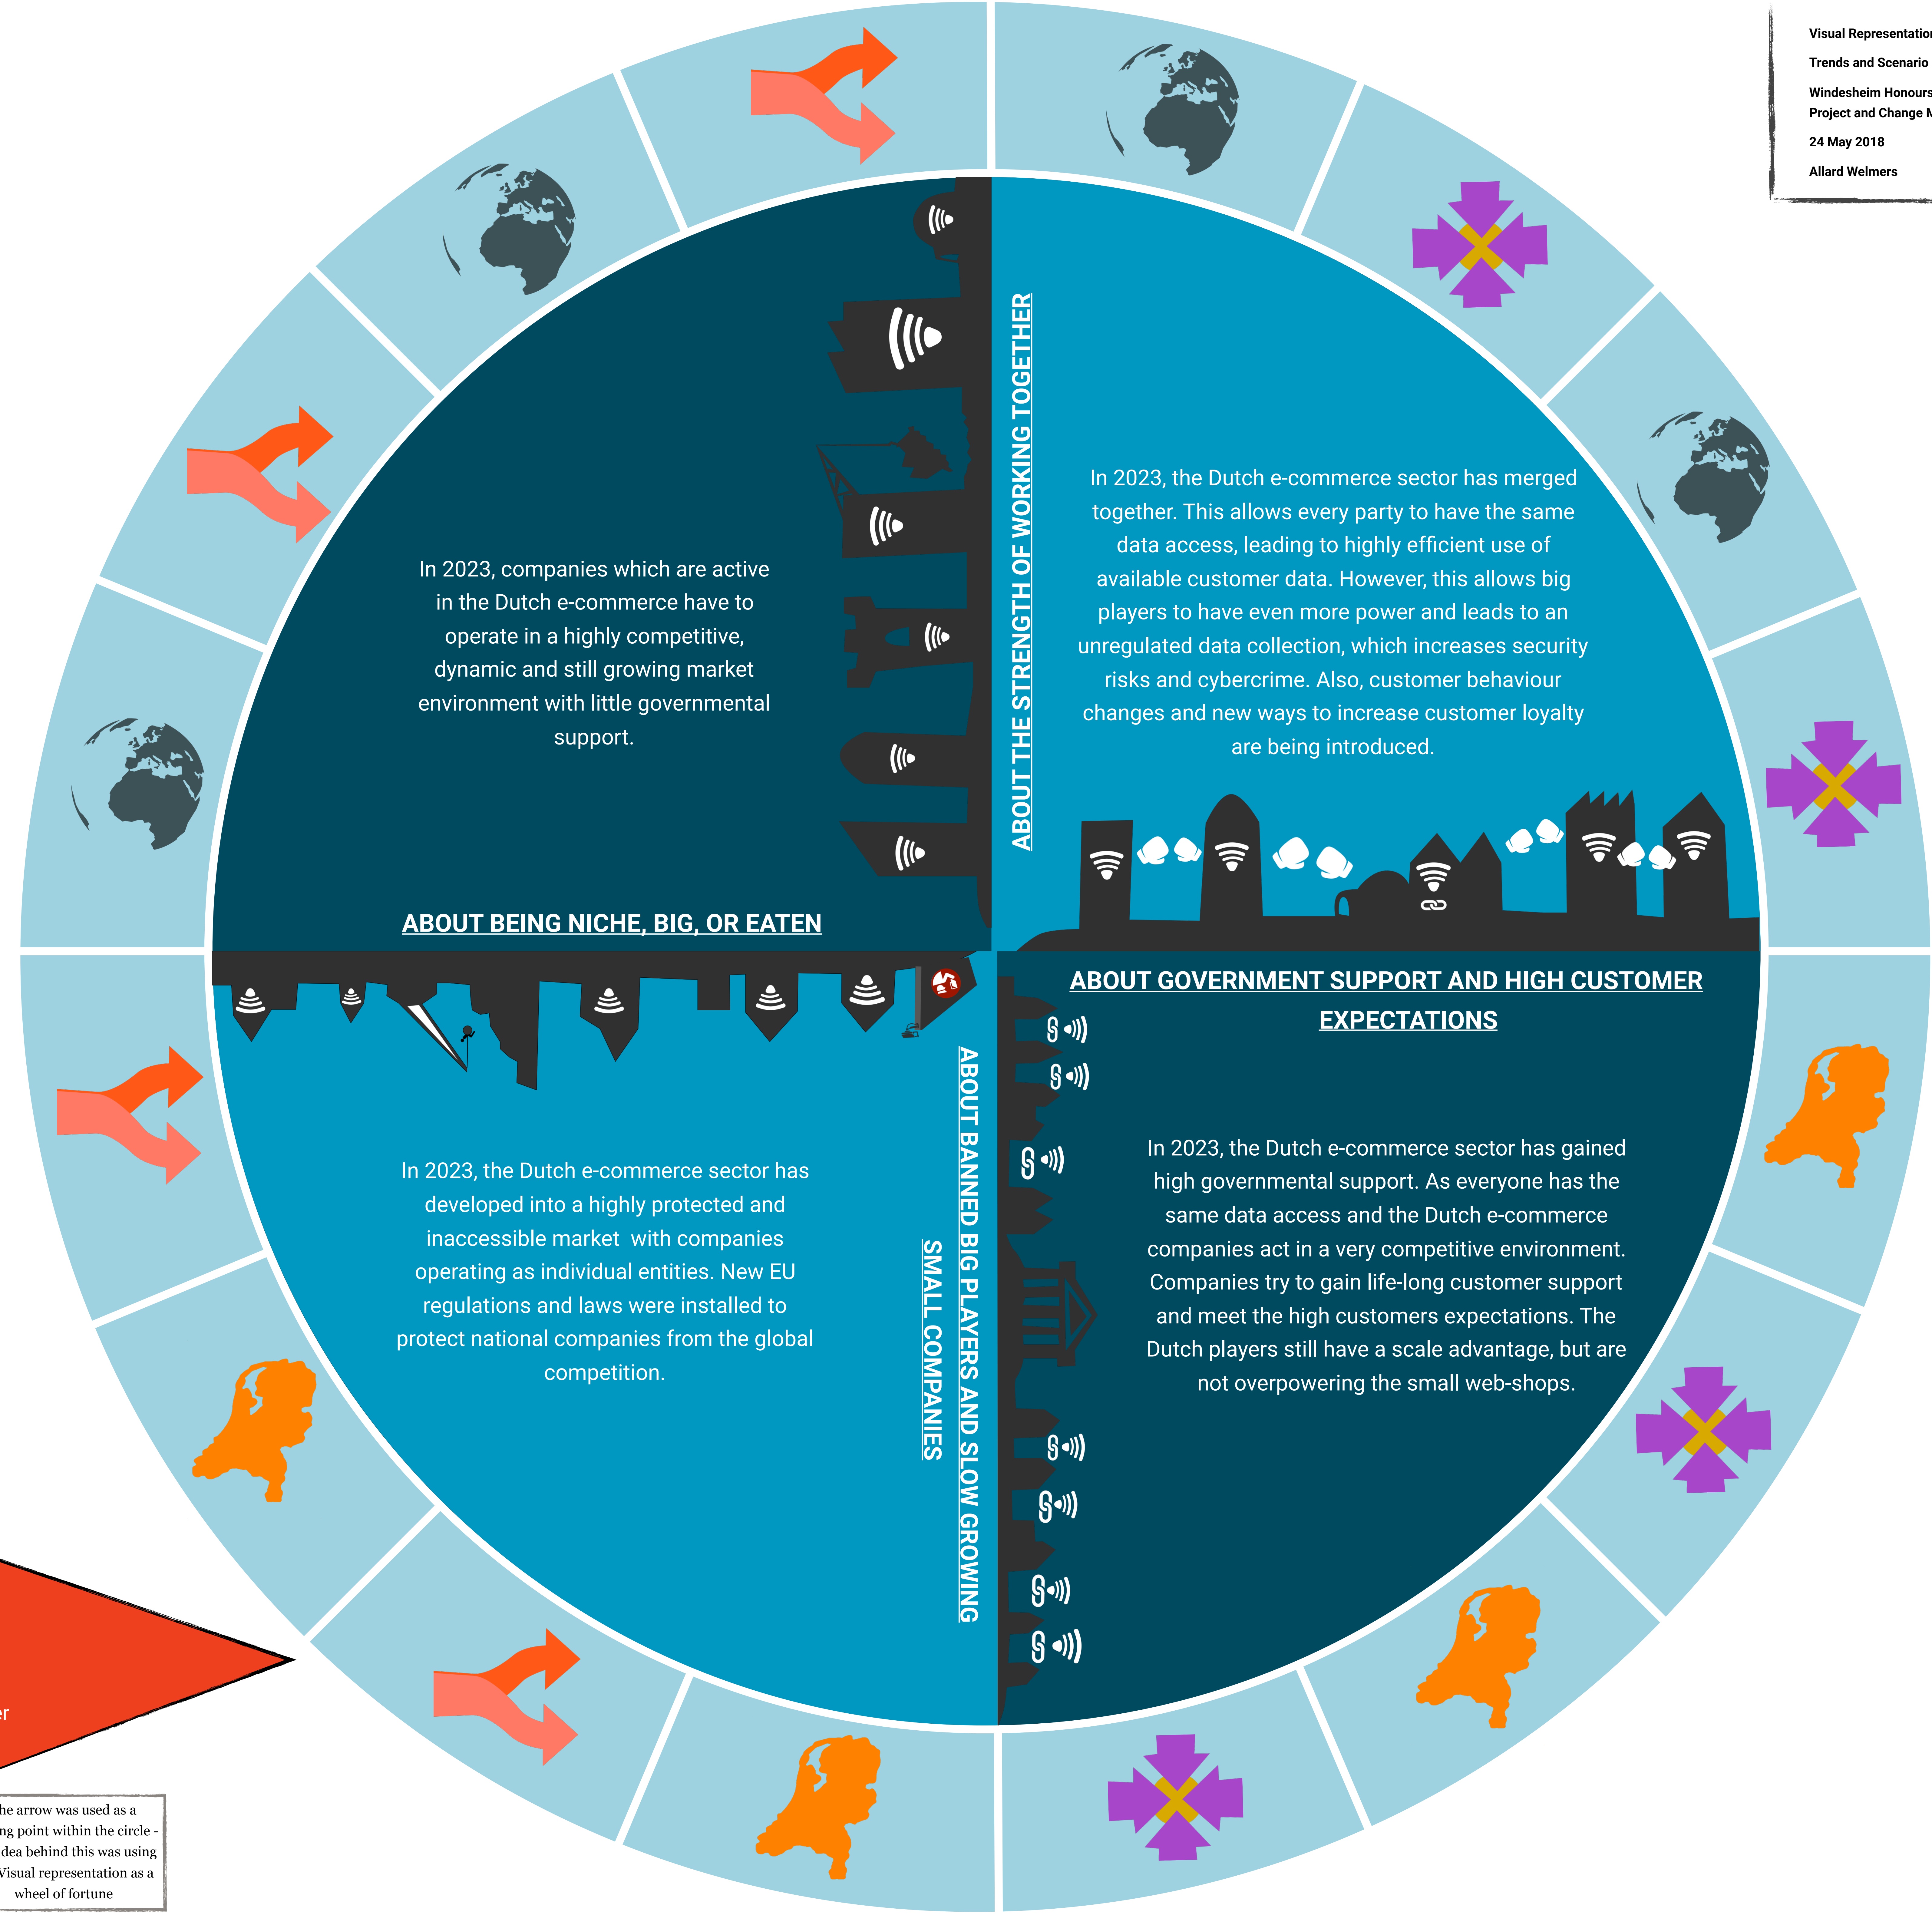 Visual Representation
Trends and Scenario
Windesheim Honours
Project and Change
24 May 2018
Allard Welmers
In 2023, companies which are active
in the Dutch e-commerce have to
operate in a highly competitive,
dynamic and still growing market
environment with little governmental
support.
ABOUT BEING NICHE, BIG, OR EATEN
ABOUT THE STRENGTH OF WORKING TOGETHER
In 2023, the Dutch e-commerce sector has merged
together. This allows every party to have the same
data access, leading to highly efficient use of
available customer data. However, this allows big
players to have even more power and leads to an
unregulated data collection, which increases security
risks and cybercrime. Also, customer behaviour
changes and new ways to increase customer loyalty
are being introduced.
ABOUT GOVERNMENT SUPPORT AND HIGH CUSTOMER
EXPECTATIONS
In 2023, the Dutch e-commerce sector has gained
high governmental support. As everyone has the
same data access and the Dutch e-commerce
companies act in a very competitive environment.
Companies try to gain life-long customer support
and meet the high customers expectations. The
Dutch players still have a scale advantage, but are
not overpowering the small web-shops.
ABOUT BANNED BIG PLAYERS AND SLOW GROWING
SMALL COMPANIES
In 2023, the Dutch e-commerce sector has
developed into a highly protected and
inaccessible market with companies
operating as individual entities. New EU
regulations and laws were installed to
protect national companies from the global
competition.
arrow was used as a
point within the circle -
idea behind this was using
Visual representation as a
wheel of fortune